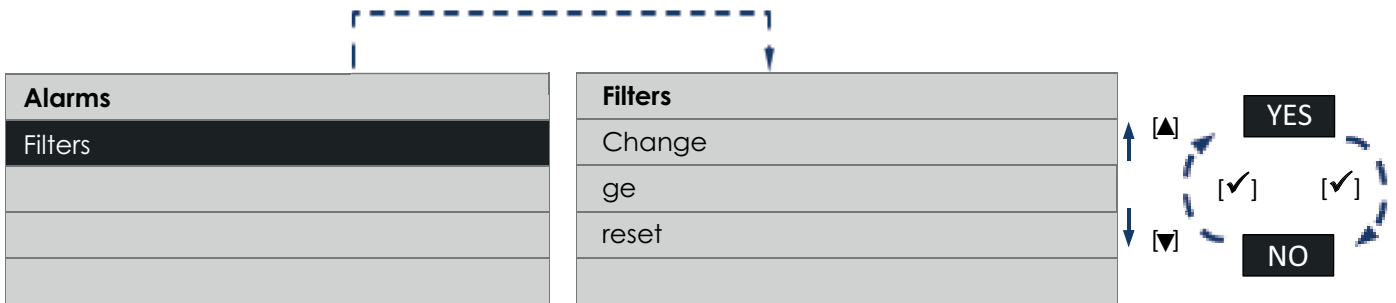 Alarms
Filters
Filters
Change
ge
reset
[▲]
[▼]
YES
[✔] [✔]
NO